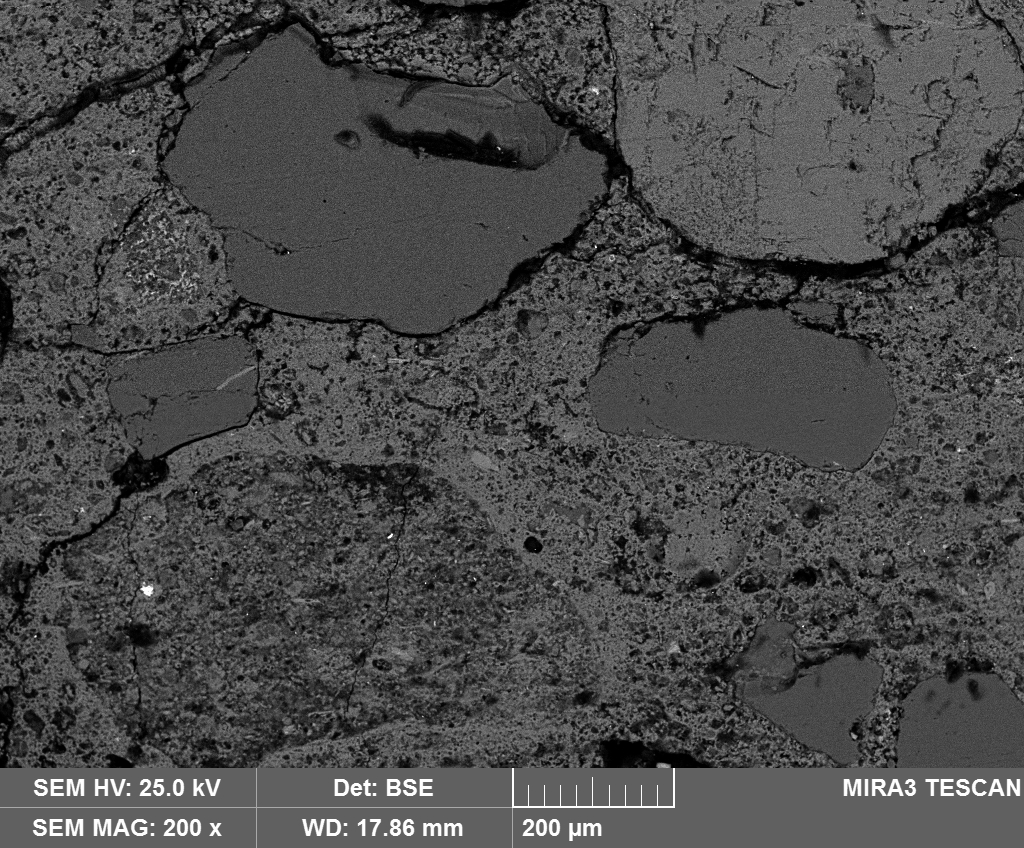 SEM HV: 25.0 kV
Det: BSE
MIRA3 TESCAN
SEM MAG: 200 x
WD: 17.86 mm
200 µm